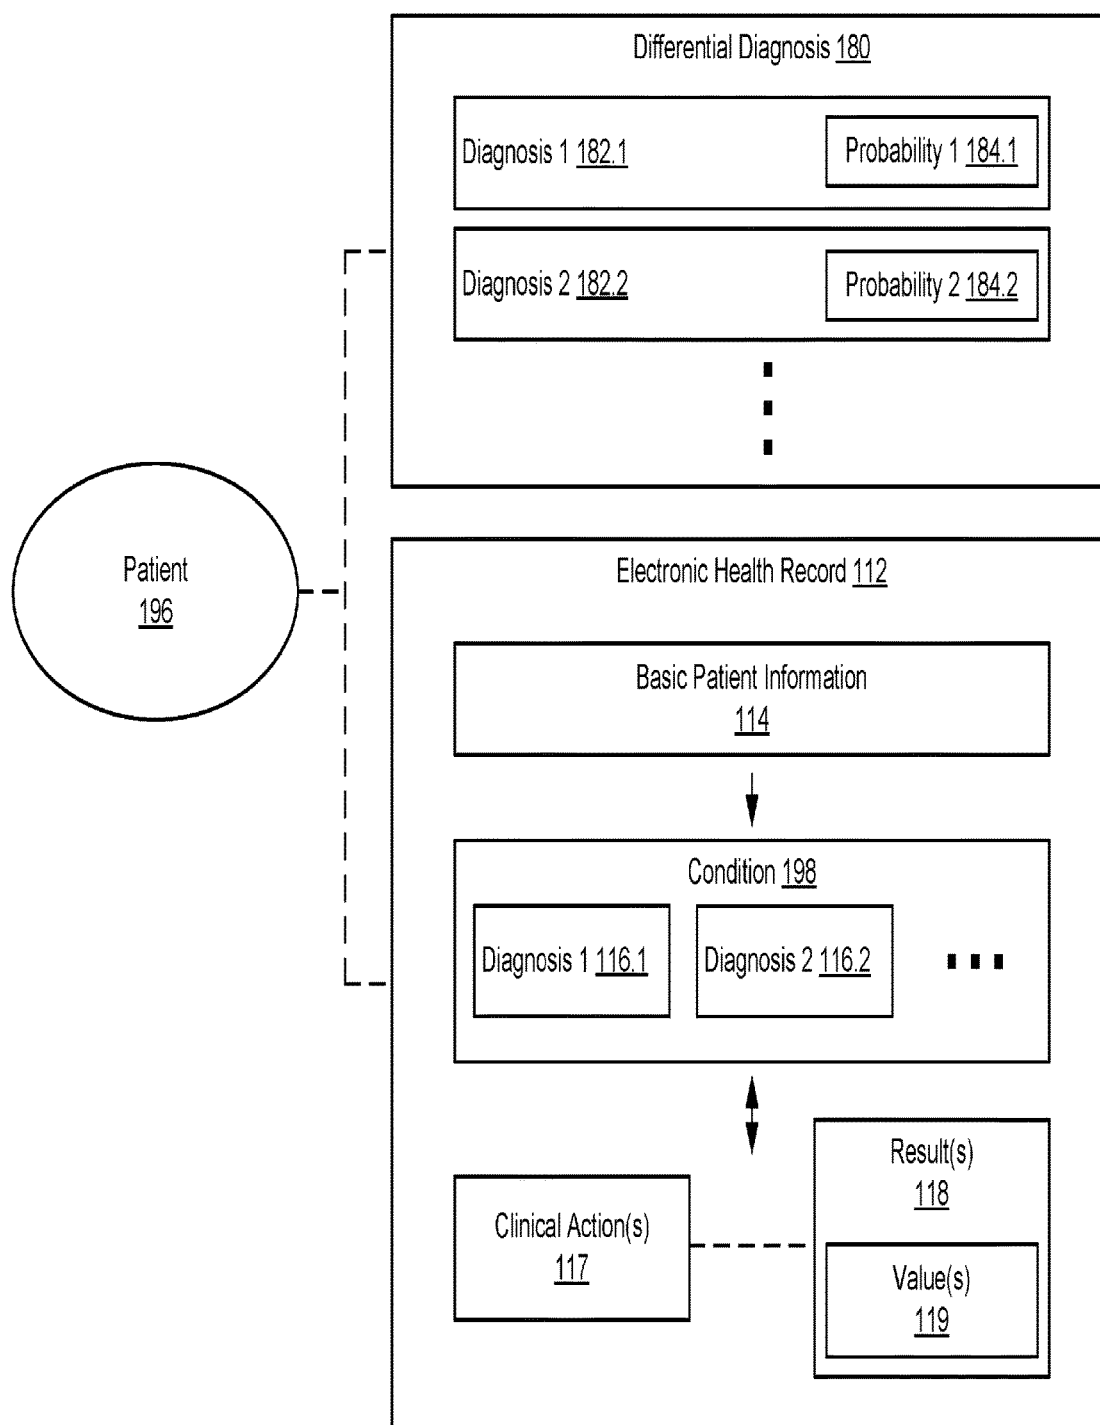 Differential Diagnosis 180
Diagnosis 1 182.1
Probability 1 184.1
Diagnosis 2 182.2
Probability 2 184.2
Patient
196
Electronic Health Record 112
Basic Patient Information
114
Condition 198
Diagnosis 1 116.1
Diagnosis 2 116.2
Clinical Action(s)
117
Result(s)
118
Value(s)
119